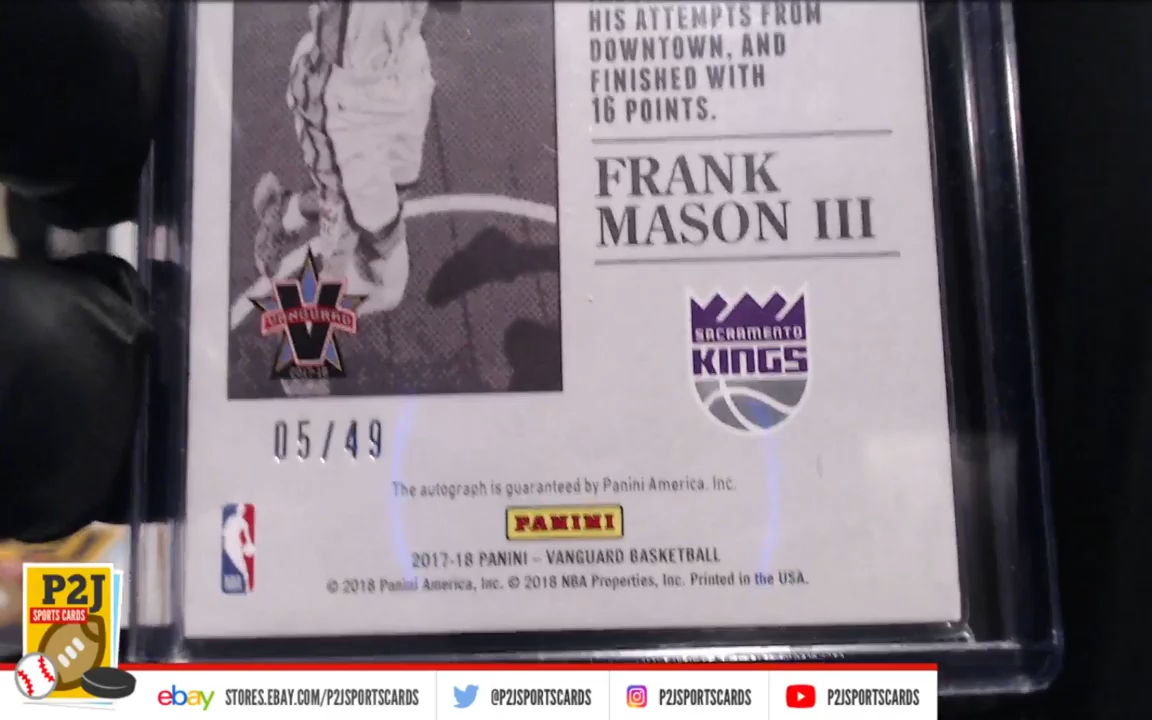 HIS ATTEMPTS FROM
DOWNTOWN, AND
FINISHED WITH
16 POINTS.
FRANK
MASON III
VANGUARD
2017-18
SACRAMENTO
KINGS
05/49
The autograph is guaranteed by Panini America, Inc.
PANINI
NBA
2017-18 PANINI – VANGUARD BASKETBALL
© 2018 Panini America, Inc. © 2018 NBA Properties, Inc. Printed in the USA.
P2J
SPORTS CARDS
ebay STORES.EBAY.COM/P2JSPORTSCARDS @P2JSPORTSCARDS P2JSPORTSCARDS P2JSPORTSCARDS